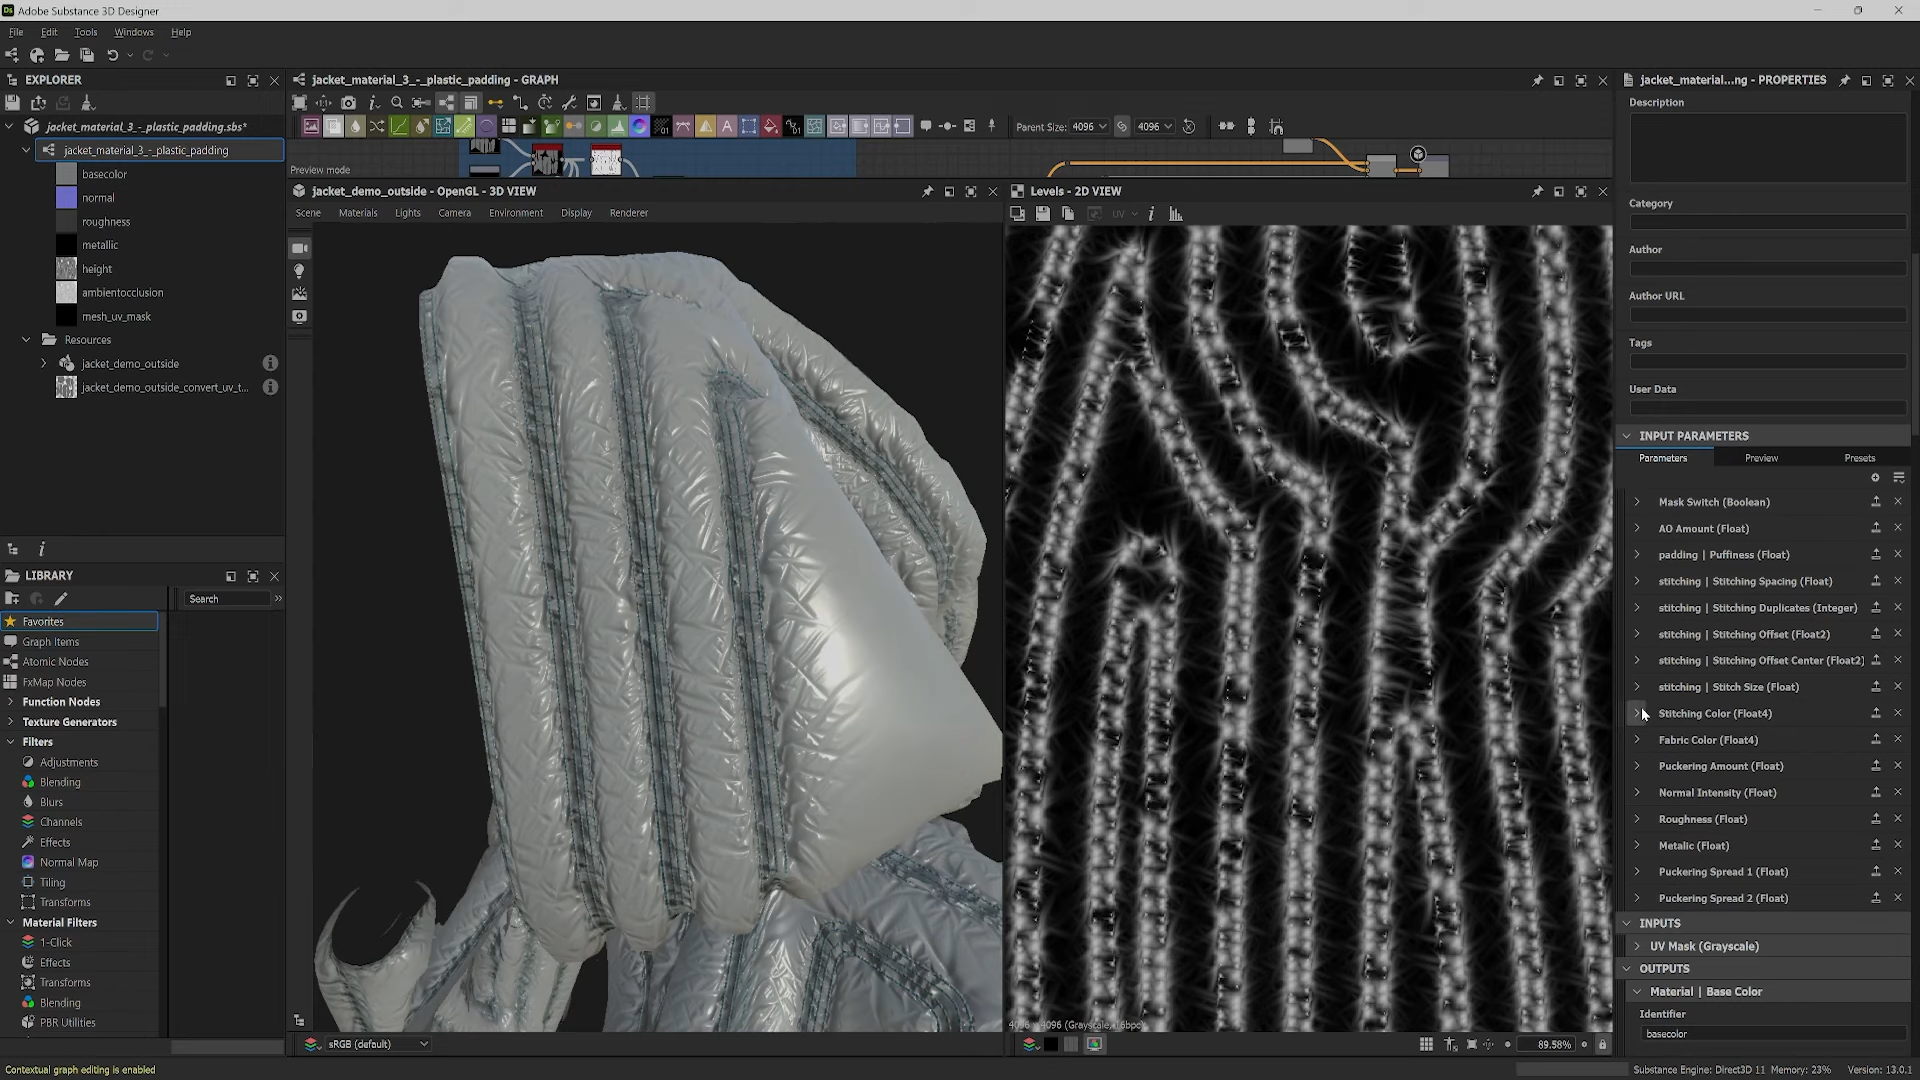 Adobe Substance 3D Designer
File Edit Tools Windows Help
EXPLORER
jacket_material_3_-_plastic_padding.sbs*
jacket_material_3_-_plastic_padding
basecolor
normal
roughness
metallic
height
ambientocclusion
mesh_uv_mask
Resources
jacket_demo_outside
jacket_demo_outside_convert_uv_t...
LIBRARY
Search
Favorites
Graph Items
Atomic Nodes
FxMap Nodes
Function Nodes
Texture Generators
Filters
Adjustments
Blending
Blurs
Channels
Effects
Normal Map
Tiling
Transforms
Material Filters
1-Click
Effects
Transforms
Blending
PBR Utilities
Contextual graph editing is enabled
jacket_material_3_-_plastic_padding - GRAPH
Parent Size: 4096 4096
Preview mode
jacket_demo_outside - OpenGL - 3D VIEW
Scene Materials Lights Camera Environment Display Renderer
sRGB (default)
Levels - 2D VIEW
UV
89.58%
jacket_material...ng - PROPERTIES
Description
Category
Author
Author URL
Tags
User Data
INPUT PARAMETERS
Parameters Preview Presets
Mask Switch (Boolean)
AO Amount (Float)
padding | Puffiness (Float)
stitching | Stitching Spacing (Float)
stitching | Stitching Duplicates (Integer)
stitching | Stitching Offset (Float2)
stitching | Stitching Offset Center (Float2)
stitching | Stitch Size (Float)
Stitching Color (Float4)
Fabric Color (Float4)
Puckering Amount (Float)
Normal Intensity (Float)
Roughness (Float)
Metalic (Float)
Puckering Spread 1 (Float)
Puckering Spread 2 (Float)
INPUTS
UV Mask (Grayscale)
OUTPUTS
Material | Base Color
Identifier
basecolor
Substance Engine: Direct3D 11 Memory: 23% Version: 13.0.1